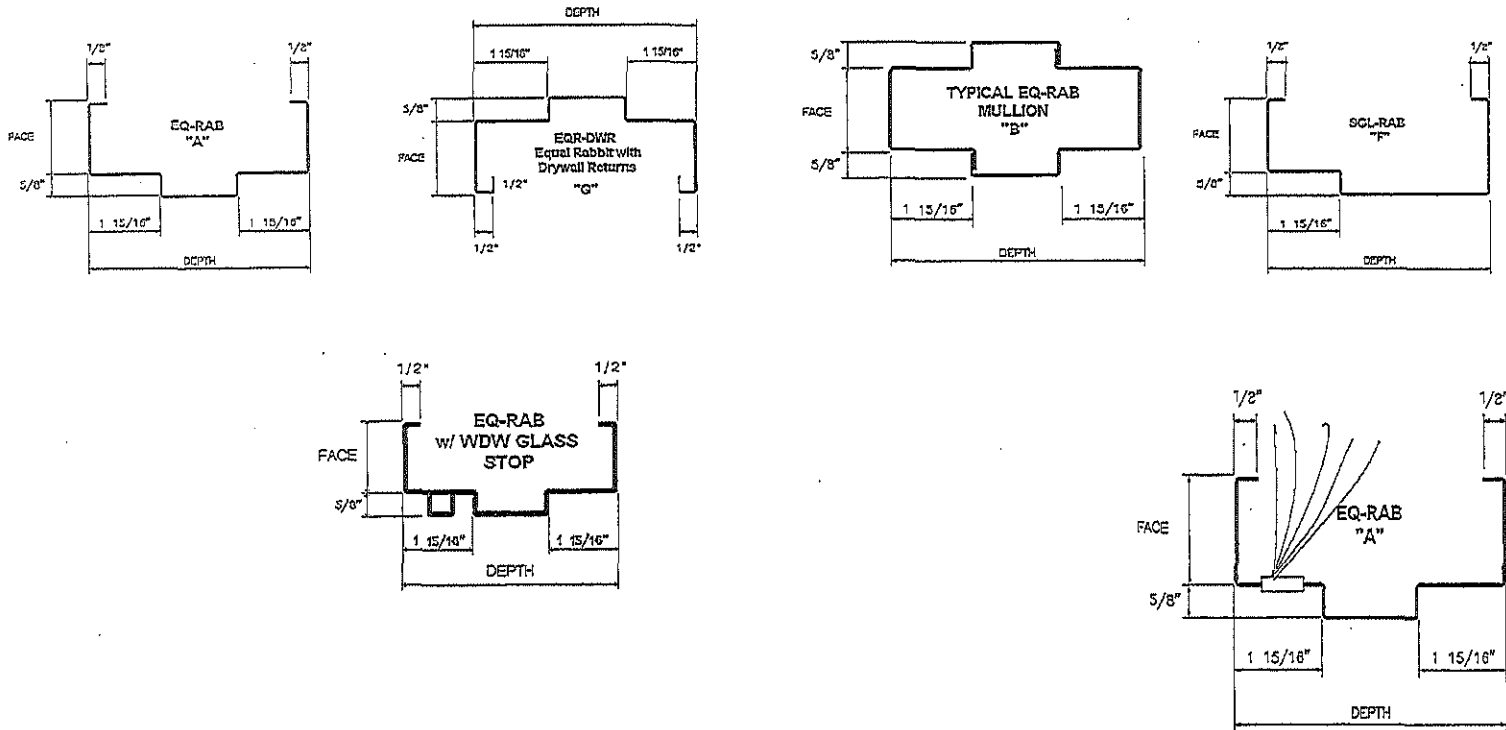 1/2"
1/2"
FACE
5/8"
EQ-RAB
"A"
1 15/16"
1 15/16"
DEPTH
DEPTH
1 15/16"
1 15/16"
5/8"
FACE
EQR-DWR
Equal Rabbit with
Drywall Returns
"G"
1/2"
1/2"
1/2"
5/8"
FACE
5/8"
TYPICAL EQ-RAB
MULLION
"B"
1 15/16"
1 15/16"
DEPTH
1/2"
1/2"
FACE
5/8"
SGL-RAB
"F"
1 15/16"
DEPTH
1/2"
1/2"
FACE
5/8"
EQ-RAB
w/ WDW GLASS
STOP
1 15/16"
1 15/16"
DEPTH
1/2"
1/2"
FACE
5/8"
EQ-RAB
"A"
1 15/16"
1 15/16"
DEPTH